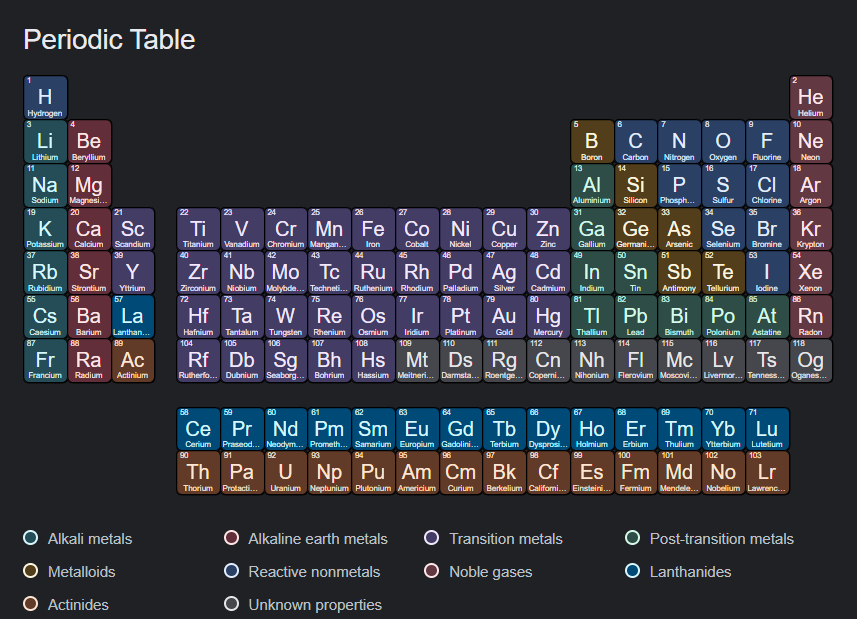 Periodic Table
1 2
H He
Hydrogen Helium
3 4 5 6 7 8 9 10
Li Be B C N O F Ne
Lithium Beryllium Boron Carbon Nitrogen Oxygen Fluorine Neon
11 12 13 14 15 16 17 18
Na Mg Al Si P S Cl Ar
Sodium Magnesi... Aluminium Silicon Phosph... Sulfur Chlorine Argon
19 20 21 22 23 24 25 26 27 28 29 30 31 32 33 34 35 36
K Ca Sc Ti V Cr Mn Fe Co Ni Cu Zn Ga Ge As Se Br Kr
Potassium Calcium Scandium Titanium Vanadium Chromium Mangan... Iron Cobalt Nickel Copper Zinc Gallium Germani... Arsenic Selenium Bromine Krypton
37 38 39 40 41 42 43 44 45 46 47 48 49 50 51 52 53 54
Rb Sr Y Zr Nb Mo Tc Ru Rh Pd Ag Cd In Sn Sb Te I Xe
Rubidium Strontium Yttrium Zirconium Niobium Molybde... Techneti... Ruthenium Rhodium Palladium Silver Cadmium Indium Tin Antimony Tellurium Iodine Xenon
55 56 57 72 73 74 75 76 77 78 79 80 81 82 83 84 85 86
Cs Ba La Hf Ta W Re Os Ir Pt Au Hg Tl Pb Bi Po At Rn
Caesium Barium Lanthan... Hafnium Tantalum Tungsten Rhenium Osmium Iridium Platinum Gold Mercury Thallium Lead Bismuth Polonium Astatine Radon
87 88 89 104 105 106 107 108 109 110 111 112 113 114 115 116 117 118
Fr Ra Ac Rf Db Sg Bh Hs Mt Ds Rg Cn Nh Fl Mc Lv Ts Og
Francium Radium Actinium Rutherfo... Dubnium Seaborg... Bohrium Hassium Meitneri... Darmsta... Roentge... Coperni... Nihonium Flerovium Moscovi... Livermor... Tenness... Oganes...
58 59 60 61 62 63 64 65 66 67 68 69 70 71
Ce Pr Nd Pm Sm Eu Gd Tb Dy Ho Er Tm Yb Lu
Cerium Praseod... Neodym... Prometh... Samarium Europium Gadolini... Terbium Dysprosi... Holmium Erbium Thulium Ytterbium Lutetium
90 91 92 93 94 95 96 97 98 99 100 101 102 103
Th Pa U Np Pu Am Cm Bk Cf Es Fm Md No Lr
Thorium Protacti... Uranium Neptunium Plutonium Americium Curium Berkelium Californi... Einsteini... Fermium Mendele... Nobelium Lawrenc...
Alkali metals Alkaline earth metals Transition metals Post-transition metals
Metalloids Reactive nonmetals Noble gases Lanthanides
Actinides Unknown properties